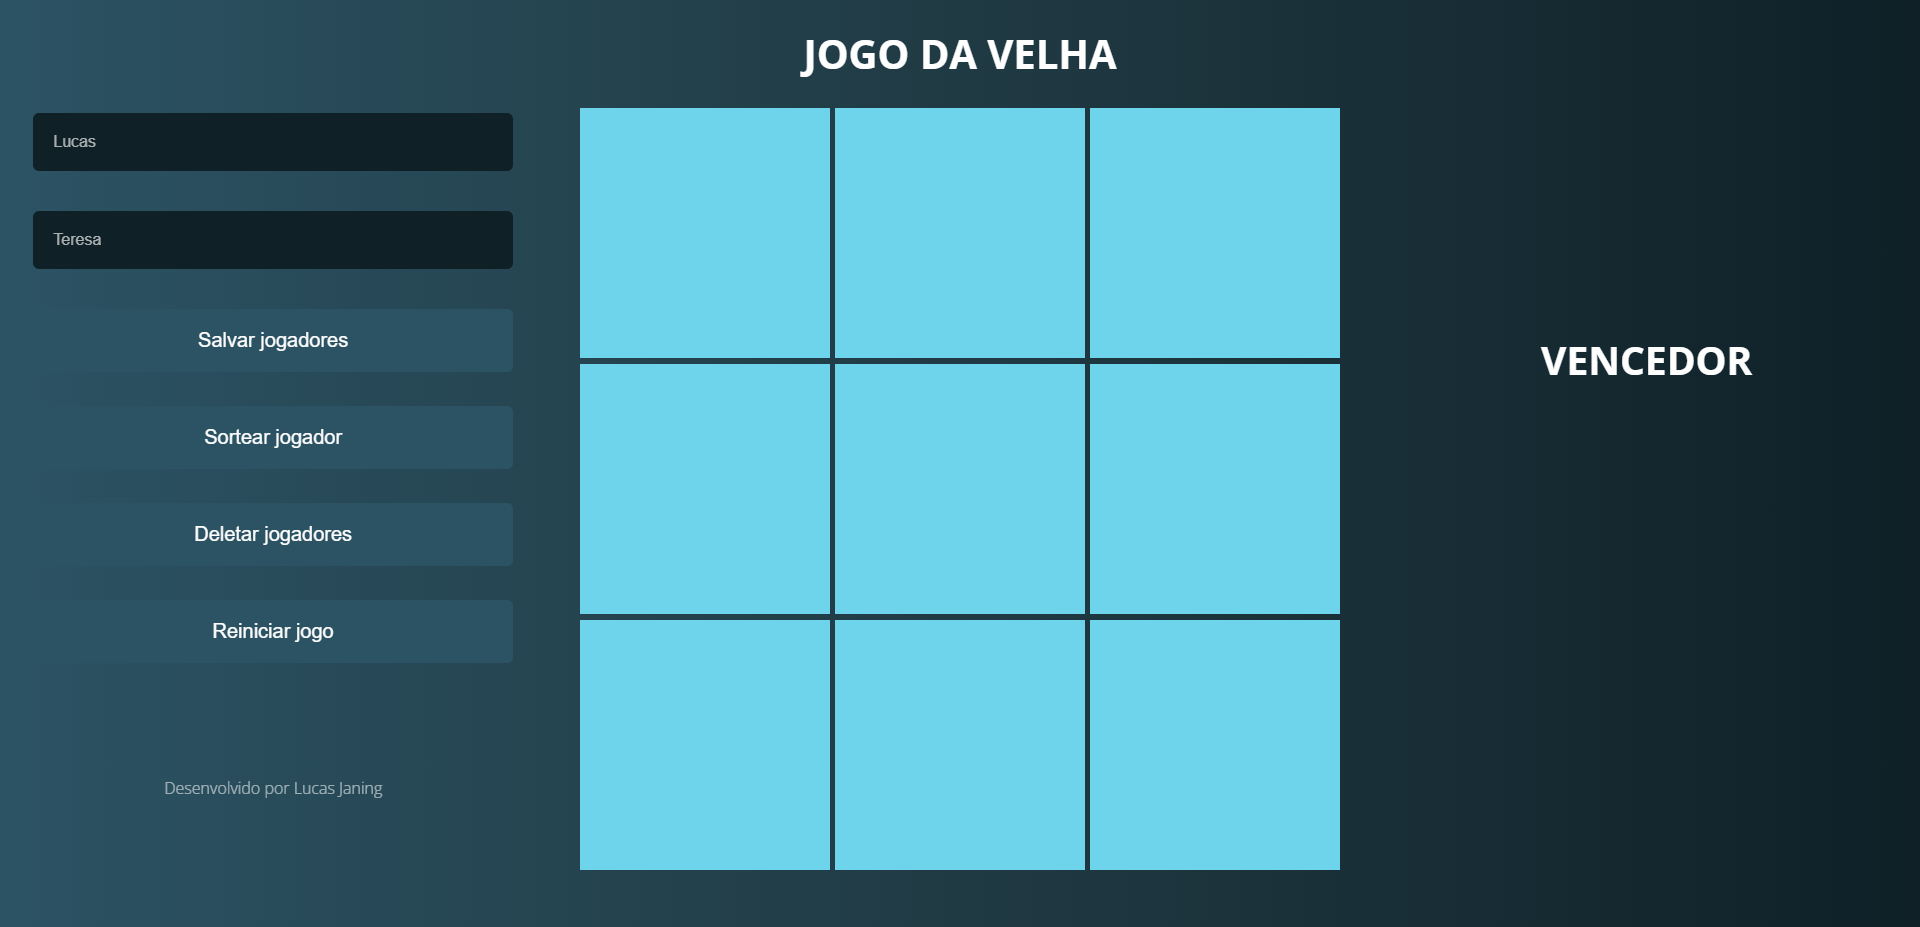 JOGO DA VELHA
Lucas
Teresa
Salvar jogadores
Sortear jogador
Deletar jogadores
Reiniciar jogo
Desenvolvido por Lucas Janing
VENCEDOR